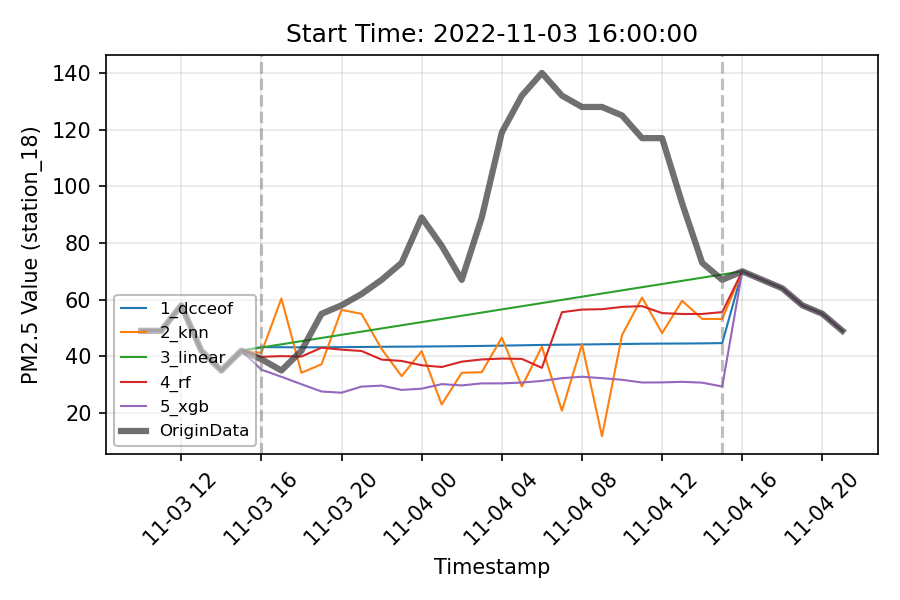 Start Time: 2022-11-03 16:00:00
PM2.5 Value (station_18)
140
120
100
80
60
40
20
1_dcceof
2_knn
3_linear
4_rf
5_xgb
OriginData
11-03 12
11-03 16
11-03 20
11-04 00
11-04 04
11-04 08
11-04 12
11-04 16
11-04 20
Timestamp